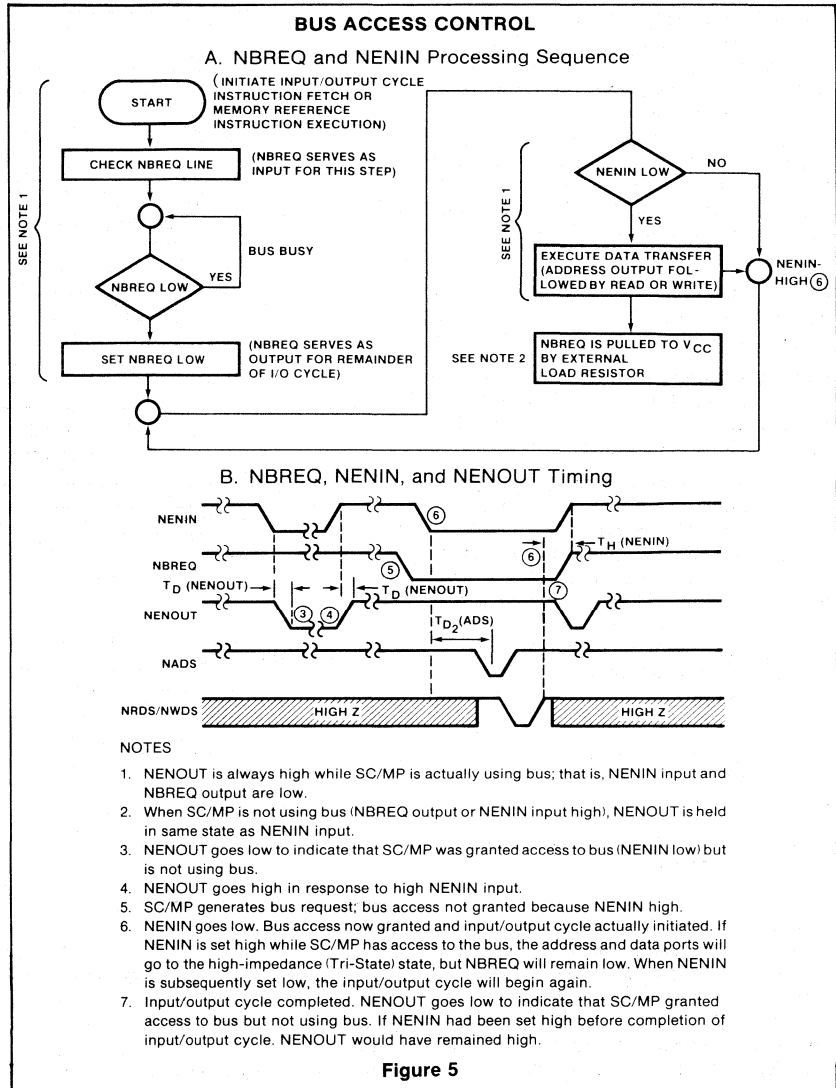 BUS ACCESS CONTROL
A. NBREQ and NENIN Processing Sequence
START
(INITIATE INPUT/OUTPUT CYCLE
INSTRUCTION FETCH OR
MEMORY REFERENCE
INSTRUCTION EXECUTION)
CHECK NBREQ LINE
(NBREQ SERVES AS
INPUT FOR THIS STEP)
SEE NOTE 1
BUS BUSY
NBREQ LOW
YES
SET NBREQ LOW
(NBREQ SERVES AS
OUTPUT FOR REMAINDER
OF I/O CYCLE)
NENIN LOW
NO
YES
SEE NOTE 1
EXECUTE DATA TRANSFER
(ADDRESS OUTPUT FOL-
LOWED BY READ OR WRITE)
NENIN-
HIGH 6
SEE NOTE 2
NBREQ IS PULLED TO VCC
BY EXTERNAL
LOAD RESISTOR
B. NBREQ, NENIN, and NENOUT Timing
NENIN
6
6
TH (NENIN)
NBREQ
5
7
TD (NENOUT)
TD (NENOUT)
NENOUT
3
4
TD2(ADS)
NADS
NRDS/NWDS
HIGH Z
HIGH Z
NOTES
1. NENOUT is always high while SC/MP is actually using bus; that is, NENIN input and
NBREQ output are low.
2. When SC/MP is not using bus (NBREQ output or NENIN input high), NENOUT is held
in same state as NENIN input.
3. NENOUT goes low to indicate that SC/MP was granted access to bus (NENIN low) but
is not using bus.
4. NENOUT goes high in response to high NENIN input.
5. SC/MP generates bus request; bus access not granted because NENIN high.
6. NENIN goes low. Bus access now granted and input/output cycle actually initiated. If
NENIN is set high while SC/MP has access to the bus, the address and data ports will
go to the high-impedance (Tri-State) state, but NBREQ will remain low. When NENIN
is subsequently set low, the input/output cycle will begin again.
7. Input/output cycle completed. NENOUT goes low to indicate that SC/MP granted
access to bus but not using bus. If NENIN had been set high before completion of
input/output cycle. NENOUT would have remained high.
Figure 5